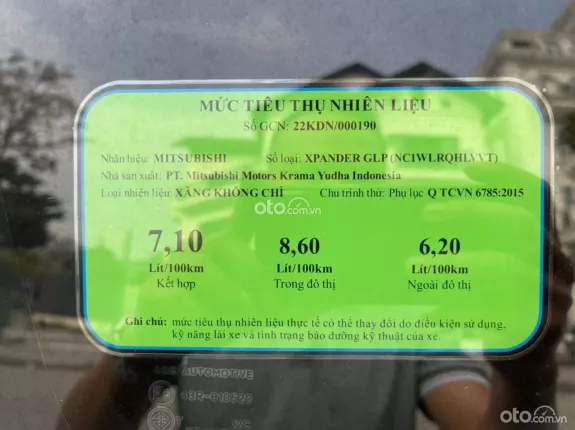 MỨC TIÊU THỤ NHIÊN LIỆU
Số GCN: 22KDN/000190
Nhãn hiệu: MITSUBISHI Số loại: XPANDER GLP (NC1WLRQHLVVT)
Nhà sản xuất: PT. Mitsubishi Motors Krama Yudha Indonesia
Loại nhiên liệu: XĂNG KHÔNG CHÌ Chu trình thử: Phụ lục Q TCVN 6785:2015
oto.com.vn
7,10 8,60 6,20
Lít/100km Lít/100km Lít/100km
Kết hợp Trong đô thị Ngoài đô thị
Ghi chú: mức tiêu thụ nhiên liệu thực tế có thể thay đổi do điều kiện sử dụng,
kỹ năng lái xe và tình trạng bảo dưỡng kỹ thuật của xe.
AUTOMOTIVE
43R-010520
oto.com.vn